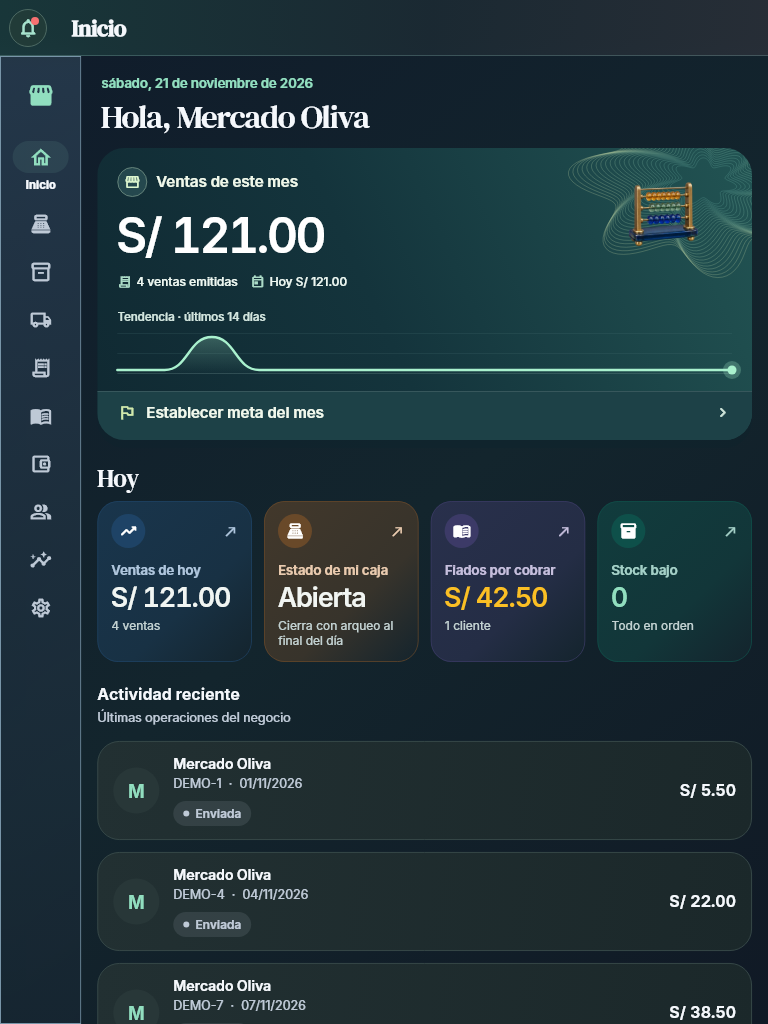 Inicio
sábado, 21 de noviembre de 2026
Hola, Mercado Oliva
Inicio
Ventas de este mes
S/ 121.00
4 ventas emitidas Hoy S/ 121.00
Tendencia · últimos 14 días
Establecer meta del mes
Hoy
Ventas de hoy
S/ 121.00
4 ventas
Estado de mi caja
Abierta
Cierra con arqueo al
final del día
Fiados por cobrar
S/ 42.50
1 cliente
Stock bajo
0
Todo en orden
Actividad reciente
Últimas operaciones del negocio
M
Mercado Oliva
DEMO-1 · 01/11/2026
Enviada
S/ 5.50
M
Mercado Oliva
DEMO-4 · 04/11/2026
Enviada
S/ 22.00
M
Mercado Oliva
DEMO-7 · 07/11/2026
S/ 38.50